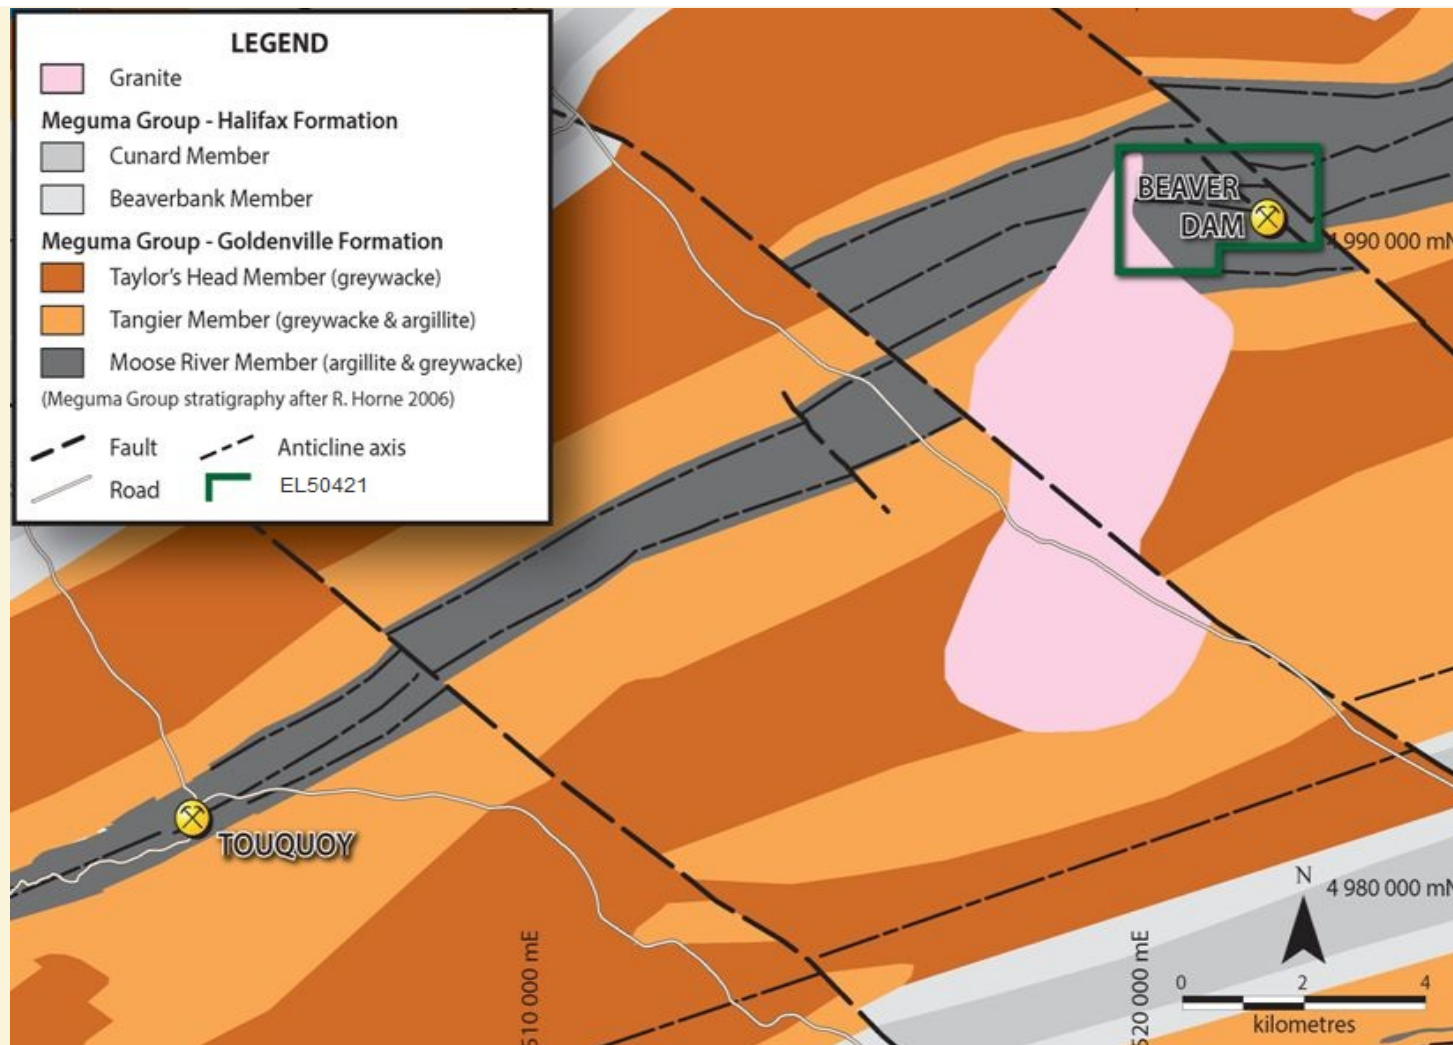 LEGEND
Granite
Meguma Group - Halifax Formation
Cunard Member
Beaverbank Member
Meguma Group - Goldenville Formation
Taylor's Head Member (greywacke)
Tangier Member (greywacke & argillite)
Moose River Member (argillite & greywacke)
(Meguma Group stratigraphy after R. Horne 2006)
Fault
Anticline axis
Road
EL50421
BEAVER
DAM
4 990 000 mN
TOUQUOY
N
4 980 000 mN
510 000 mE
520 000 mE
0 2 4
kilometres